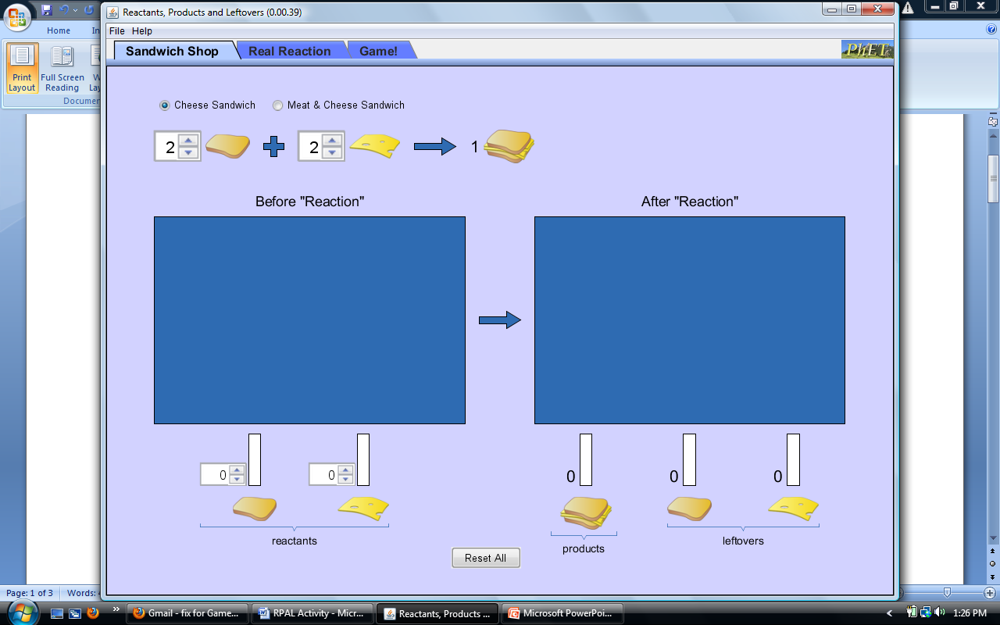 Reactants, Products and Leftovers (0.00.39)
Home In
File Help
Sandwich Shop Real Reaction Game!
PhET
Print Layout
Full Screen Reading
W Lay
Documen
Cheese Sandwich Meat & Cheese Sandwich
2 2 1
Before "Reaction" After "Reaction"
0 0 0 0 0
reactants
products
leftovers
Reset All
Page: 1 of 3 Words: 4
Gmail - fix for Game... RPAL Activity - Micr... Reactants, Products ... Microsoft PowerPoi... 1:26 PM